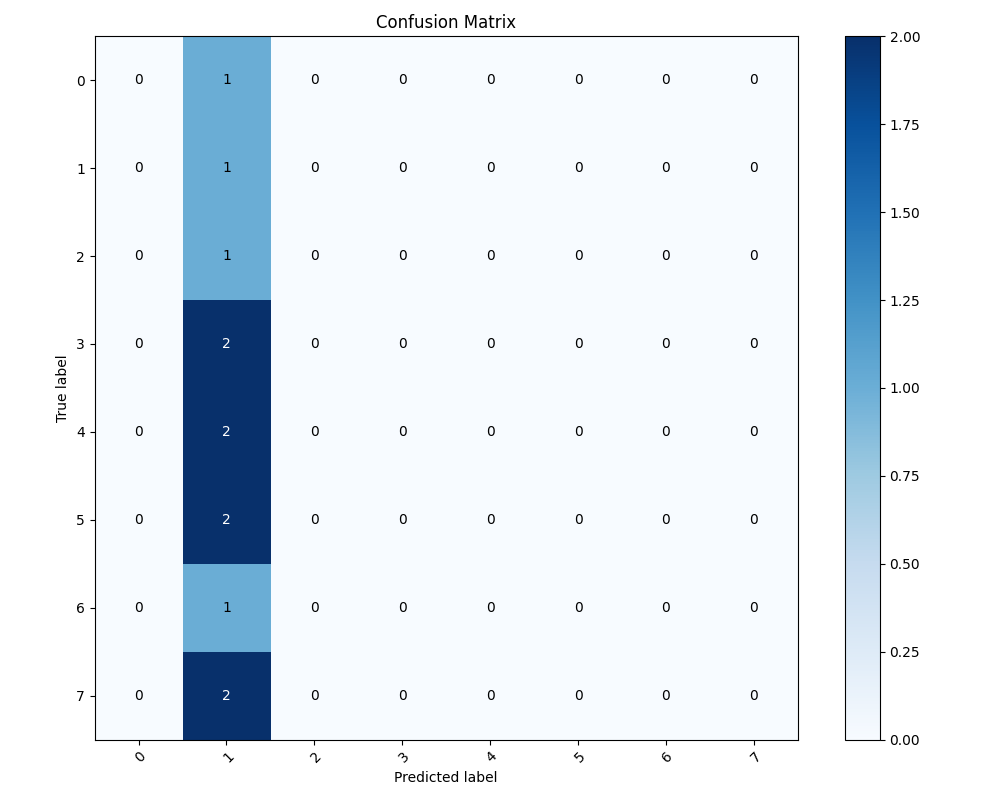 Confusion Matrix
0 0 1 0 0 0 0 0 0
1 0 1 0 0 0 0 0 0
2 0 1 0 0 0 0 0 0
3 0 2 0 0 0 0 0 0
4 0 2 0 0 0 0 0 0
5 0 2 0 0 0 0 0 0
6 0 1 0 0 0 0 0 0
7 0 2 0 0 0 0 0 0
True label
0 1 2 3 4 5 6 7
Predicted label
2.00
1.75
1.50
1.25
1.00
0.75
0.50
0.25
0.00